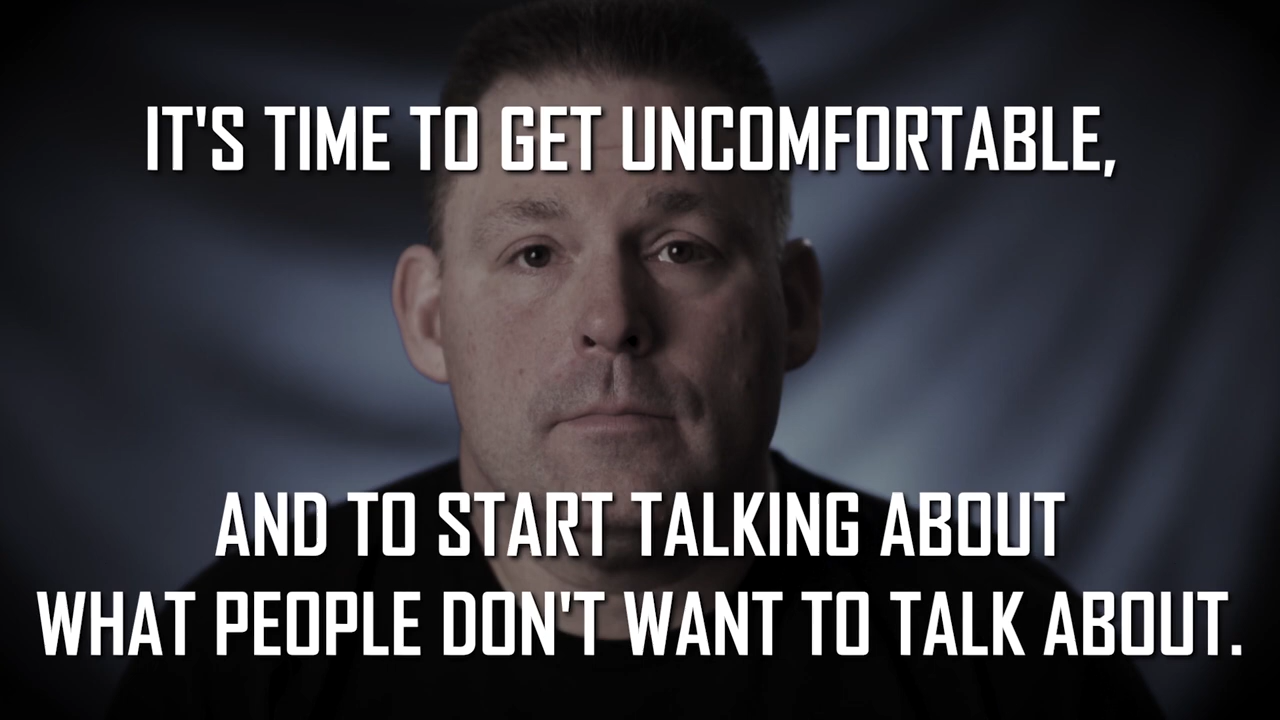 IT'S TIME TO GET UNCOMFORTABLE,
AND TO START TALKING ABOUT
WHAT PEOPLE DON'T WANT TO TALK ABOUT.